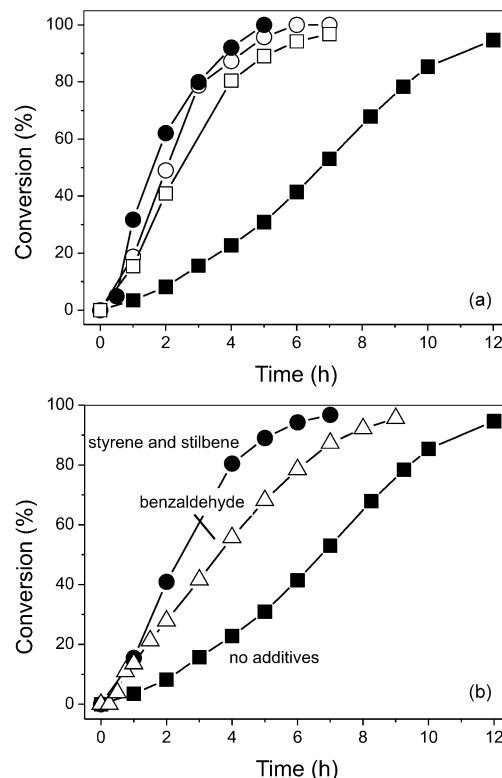 100
80
60
40
20
0
Conversion (%)
(a)
0 2 4 6 8 10 12
Time (h)
100
80
60
40
20
0
Conversion (%)
styrene and stilbene
benzaldehyde
no additives
(b)
0 2 4 6 8 10 12
Time (h)